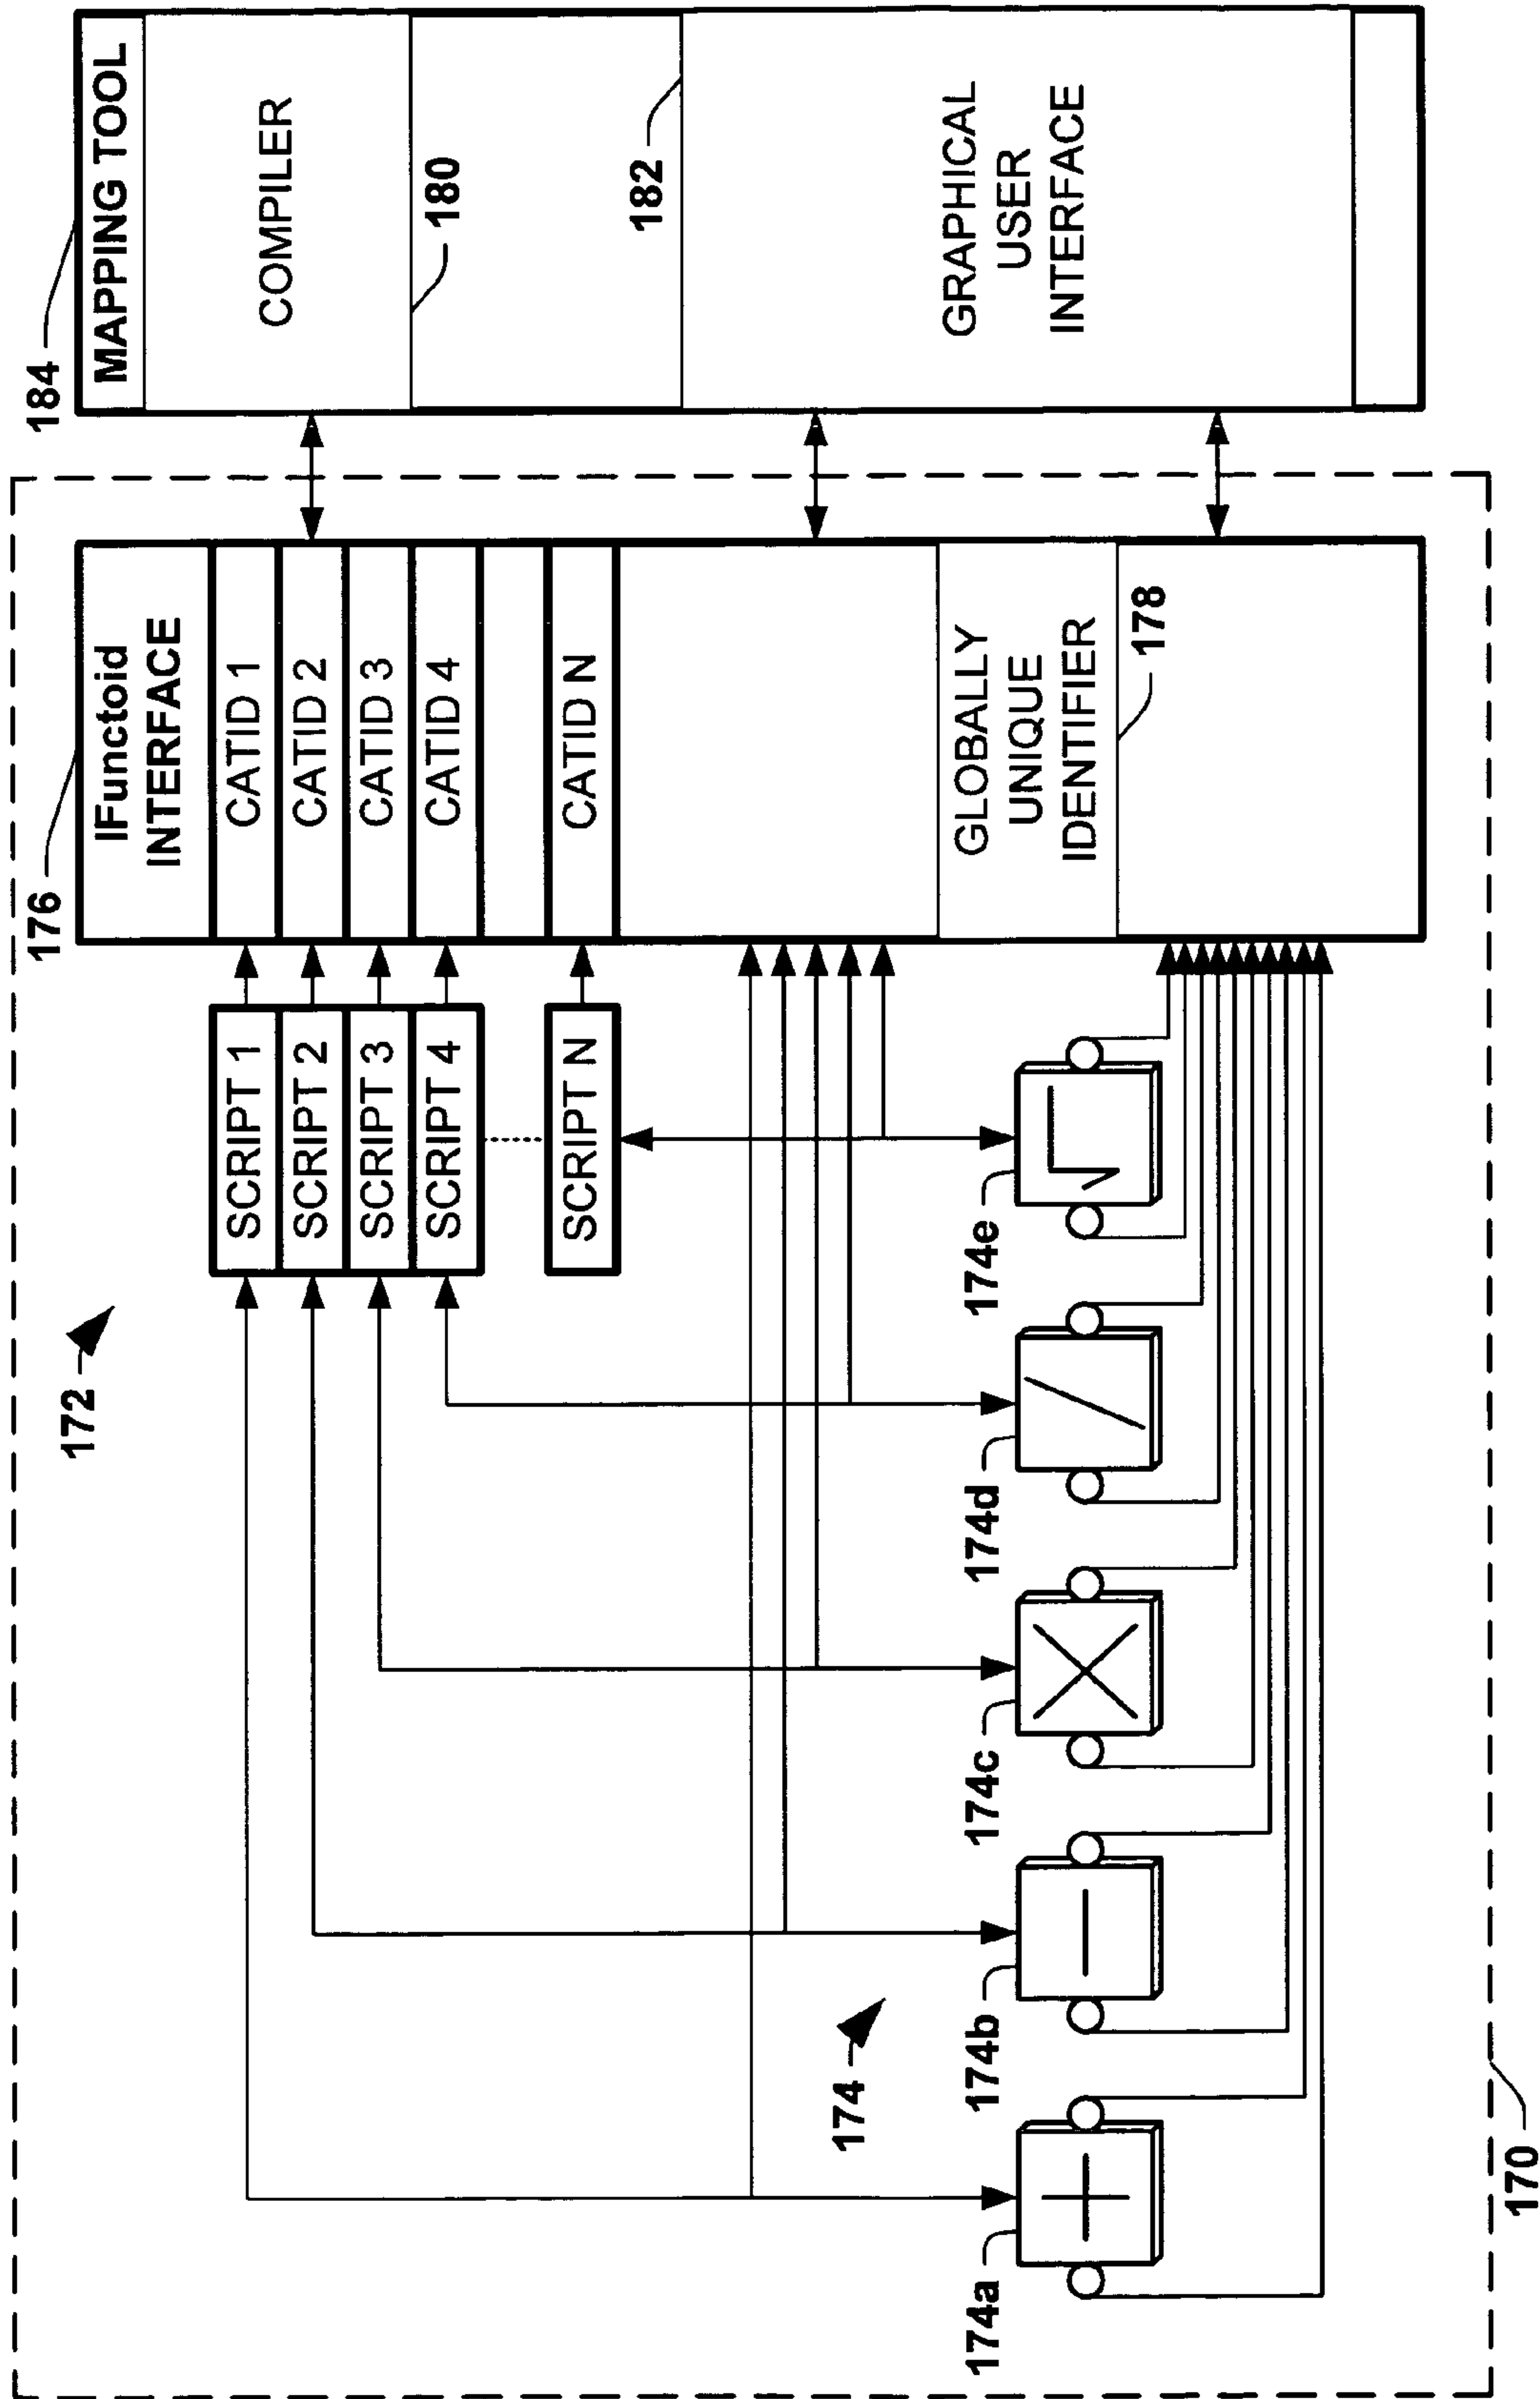 184
MAPPING TOOL
COMPILER
180
182
GRAPHICAL
USER
INTERFACE
176
IFunctoid
INTERFACE
CATID 1
CATID 2
CATID 3
CATID 4
CATID N
GLOBALLY
UNIQUE
IDENTIFIER
178
172
SCRIPT 1
SCRIPT 2
SCRIPT 3
SCRIPT 4
SCRIPT N
174
174a
174b
174c
174d
174e
170